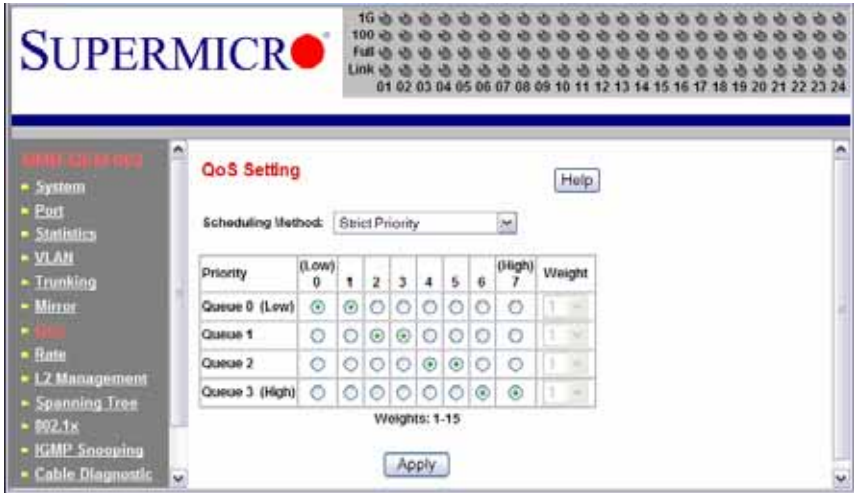 SUPERMICRO
1G
100
Full
Link
01 02 03 04 05 06 07 08 09 10 11 12 13 14 15 16 17 18 19 20 21 22 23 24
System
Port
Statistics
VLAN
Trunking
Mirror
Rate
L2 Management
Spanning Tree
802.1x
IGMP Snooping
Cable Diagnostic
QoS Setting
Help
Scheduling Method: Strict Priority
Priority (Low) 0 1 2 3 4 5 6 (High) 7 Weight
Queue 0 (Low) 1
Queue 1 1
Queue 2 1
Queue 3 (High) 1
Weights: 1-15
Apply